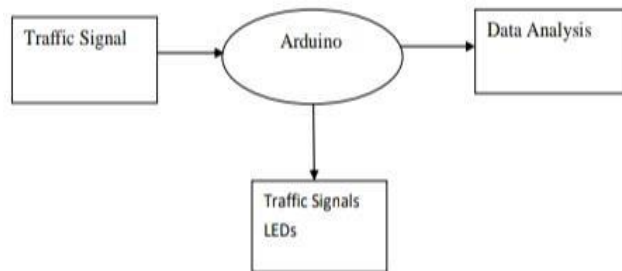 Traffic Signal
Arduino
Data Analysis
Traffic Signals
LEDs